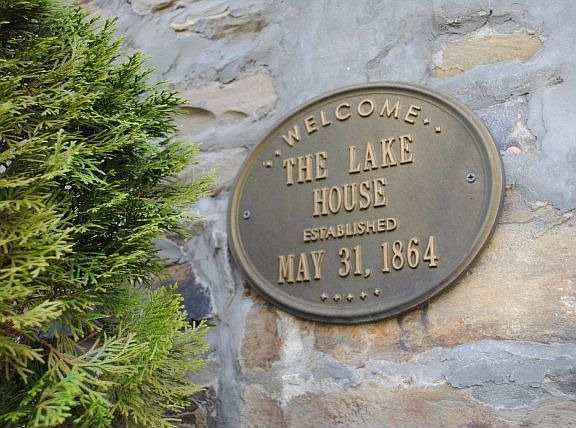 WELCOME
THE LAKE
HOUSE
ESTABLISHED
MAY 31, 1864